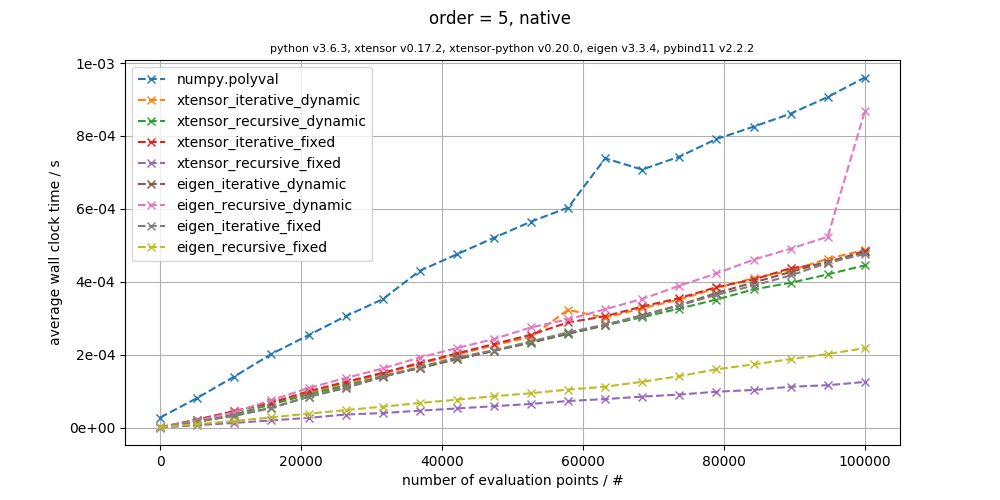 order = 5, native
python v3.6.3, xtensor v0.17.2, xtensor-python v0.20.0, eigen v3.3.4, pybind11 v2.2.2
1e-03
8e-04
6e-04
4e-04
2e-04
0e+00
average wall clock time / s
numpy.polyval
xtensor_iterative_dynamic
xtensor_recursive_dynamic
xtensor_iterative_fixed
xtensor_recursive_fixed
eigen_iterative_dynamic
eigen_recursive_dynamic
eigen_iterative_fixed
eigen_recursive_fixed
0 20000 40000 60000 80000 100000
number of evaluation points / #